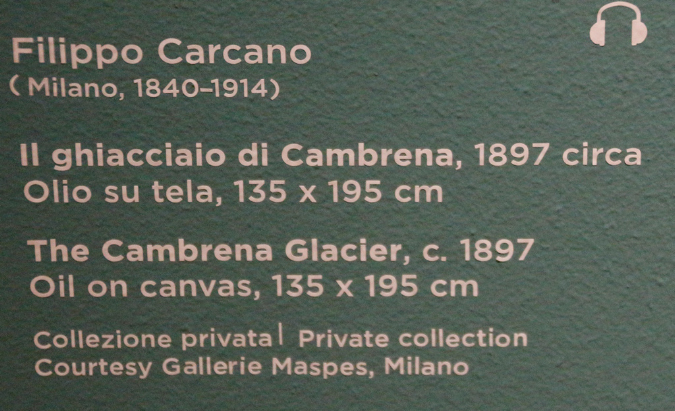 Filippo Carcano
(Milano, 1840–1914)
Il ghiacciaio di Cambrena, 1897 circa
Olio su tela, 135 x 195 cm
The Cambrena Glacier, c. 1897
Oil on canvas, 135 x 195 cm
Collezione privata | Private collection
Courtesy Gallerie Maspes, Milano